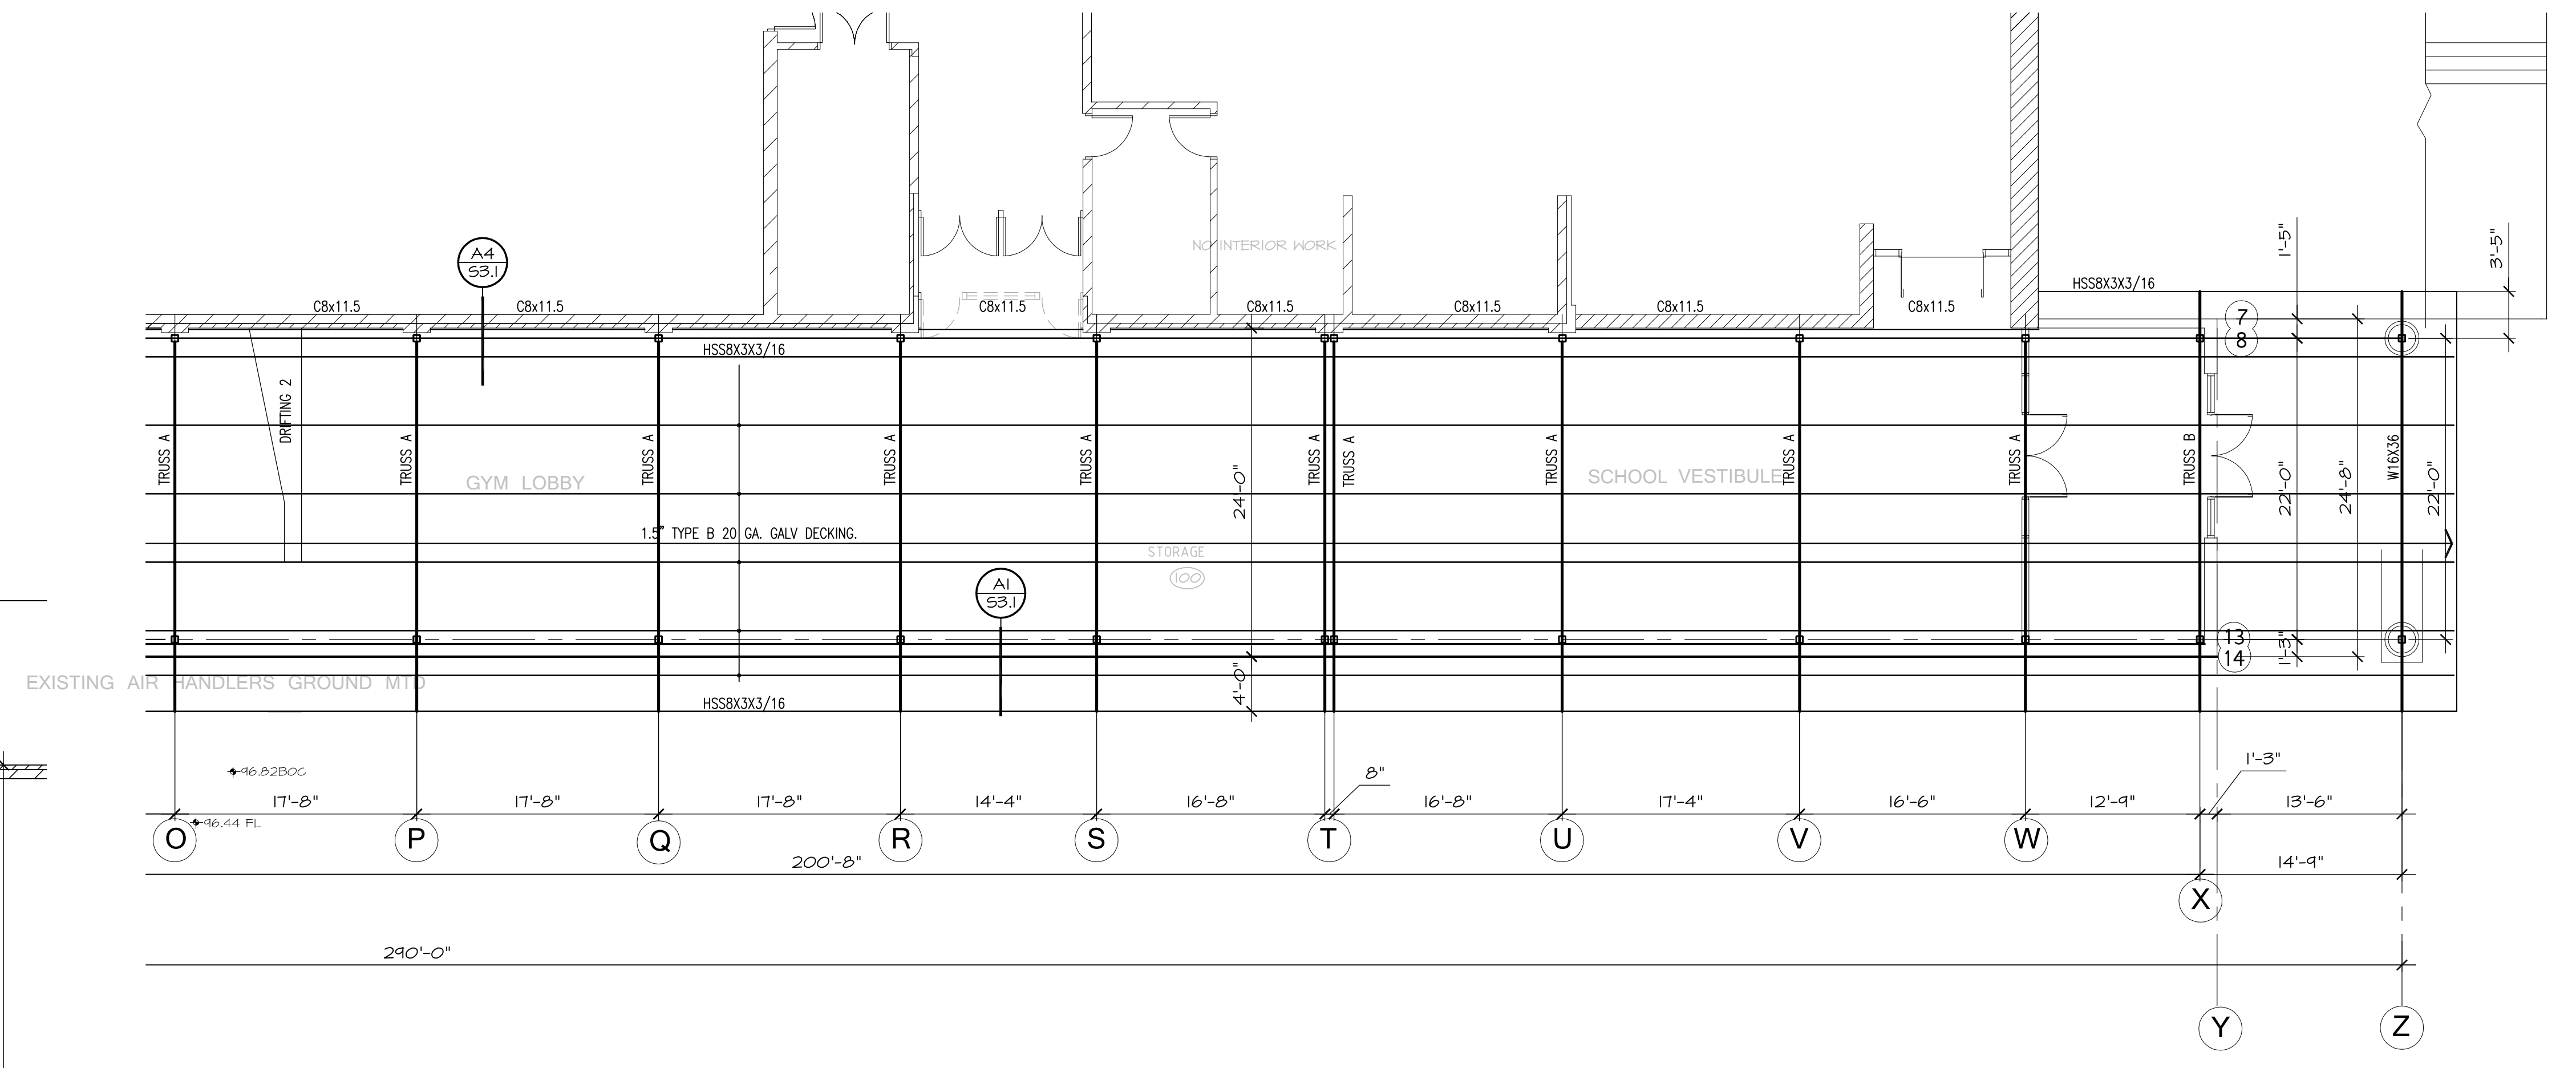 A4
S3.1
NO INTERIOR WORK
1'-5"
3'-5"
HSS8X3X3/16
C8x11.5
C8x11.5
C8x11.5
C8x11.5
C8x11.5
C8x11.5
C8x11.5
7
8
HSS8X3X3/16
DRIFTING 2
TRUSS A
TRUSS A
TRUSS A
TRUSS A
TRUSS A
TRUSS A
TRUSS A
TRUSS A
TRUSS A
TRUSS A
TRUSS B
W16X36
GYM LOBBY
SCHOOL VESTIBULE
24'-0"
22'-0"
24'-8"
22'-0"
1.5" TYPE B 20 GA. GALV DECKING.
STORAGE
100
A1
S3.1
13
14
1'-3"
EXISTING AIR HANDLERS GROUND MTD
4'-0"
HSS8X3X3/16
96.82BOC
8"
1'-3"
17'-8"
17'-8"
17'-8"
14'-4"
16'-8"
16'-8"
17'-4"
16'-6"
12'-9"
13'-6"
96.44 FL
O
P
Q
R
S
T
U
V
W
200'-8"
14'-9"
X
290'-0"
Y
Z